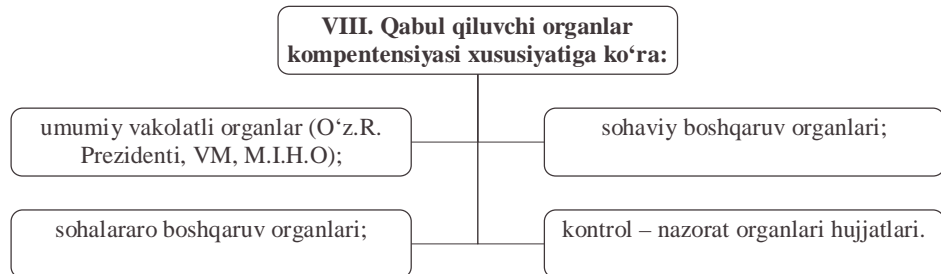 VIII. Qabul qiluvchi organlar
kompentensiyasi xususiyatiga ko‘ra:
umumiy vakolatli organlar (O‘z.R.
Prezidenti, VM, M.I.H.O);
sohaviy boshqaruv organlari;
sohalararo boshqaruv organlari;
kontrol – nazorat organlari hujjatlari.